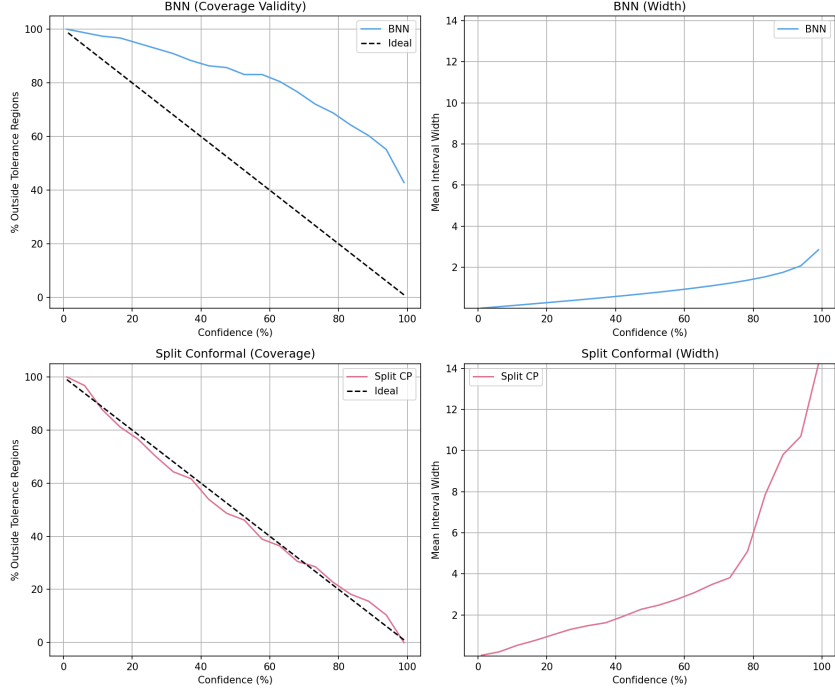 BNN (Coverage Validity)
% Outside Tolerance Regions
100
80
60
40
20
0
BNN
Ideal
0 20 40 60 80 100
Confidence (%)
BNN (Width)
Mean Interval Width
14
12
10
8
6
4
2
BNN
0 20 40 60 80 100
Confidence (%)
Split Conformal (Coverage)
% Outside Tolerance Regions
100
80
60
40
20
0
Split CP
Ideal
0 20 40 60 80 100
Confidence (%)
Split Conformal (Width)
Mean Interval Width
14
12
10
8
6
4
2
Split CP
0 20 40 60 80 100
Confidence (%)